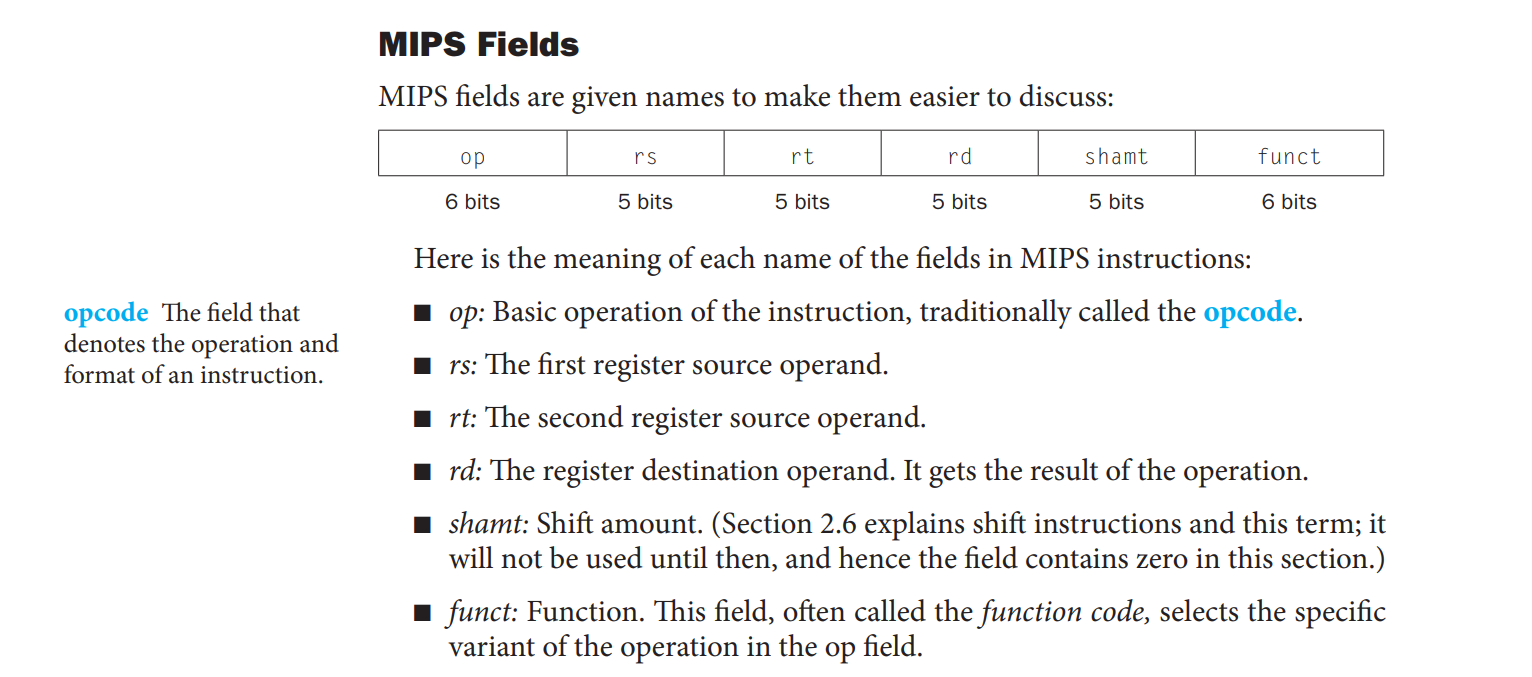 MIPS Fields
MIPS fields are given names to make them easier to discuss:
op rs rt rd shamt funct
6 bits 5 bits 5 bits 5 bits 5 bits 6 bits
Here is the meaning of each name of the fields in MIPS instructions:
opcode The field that
denotes the operation and
format of an instruction.
■ op: Basic operation of the instruction, traditionally called the opcode.
■ rs: The first register source operand.
■ rt: The second register source operand.
■ rd: The register destination operand. It gets the result of the operation.
■ shamt: Shift amount. (Section 2.6 explains shift instructions and this term; it
will not be used until then, and hence the field contains zero in this section.)
■ funct: Function. This field, often called the function code, selects the specific
variant of the operation in the op field.